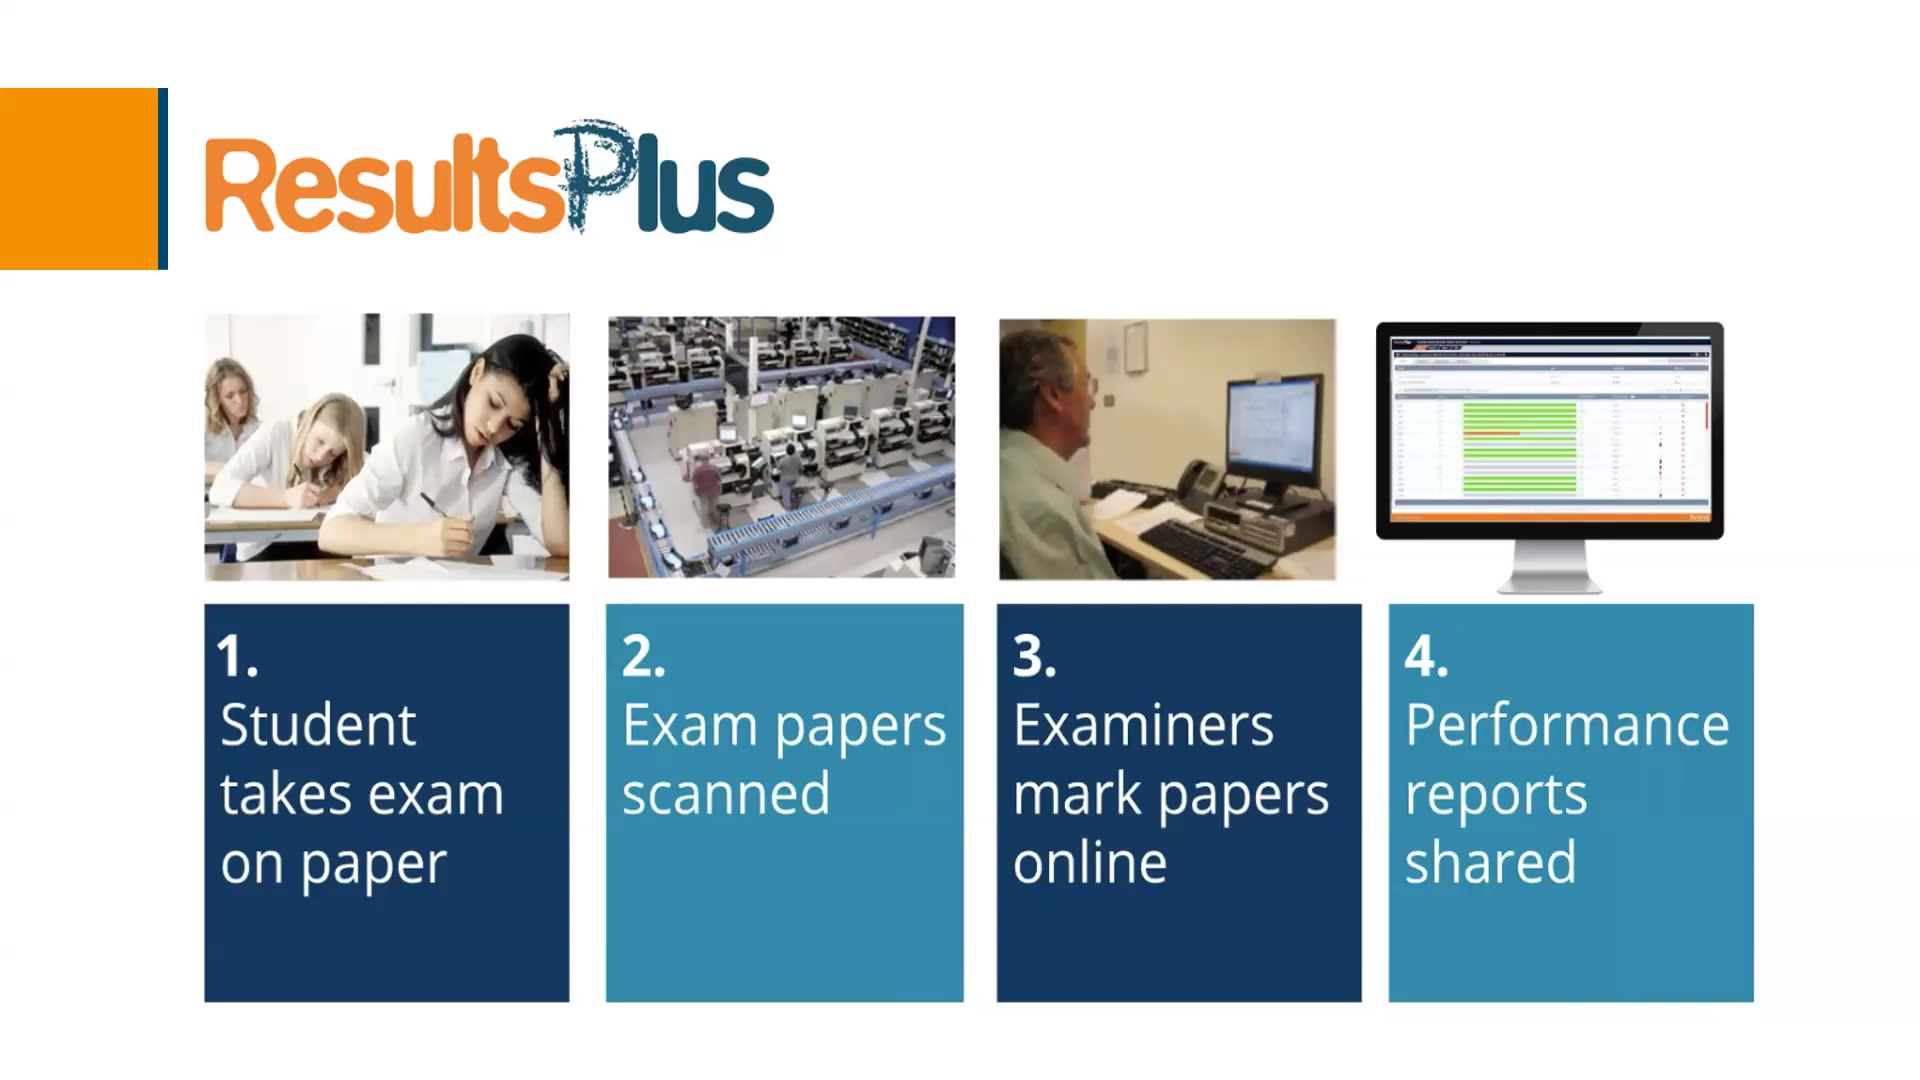 ResultsPlus
1.
Student
takes exam
on paper
2.
Exam papers
scanned
3.
Examiners
mark papers
online
4.
Performance
reports
shared